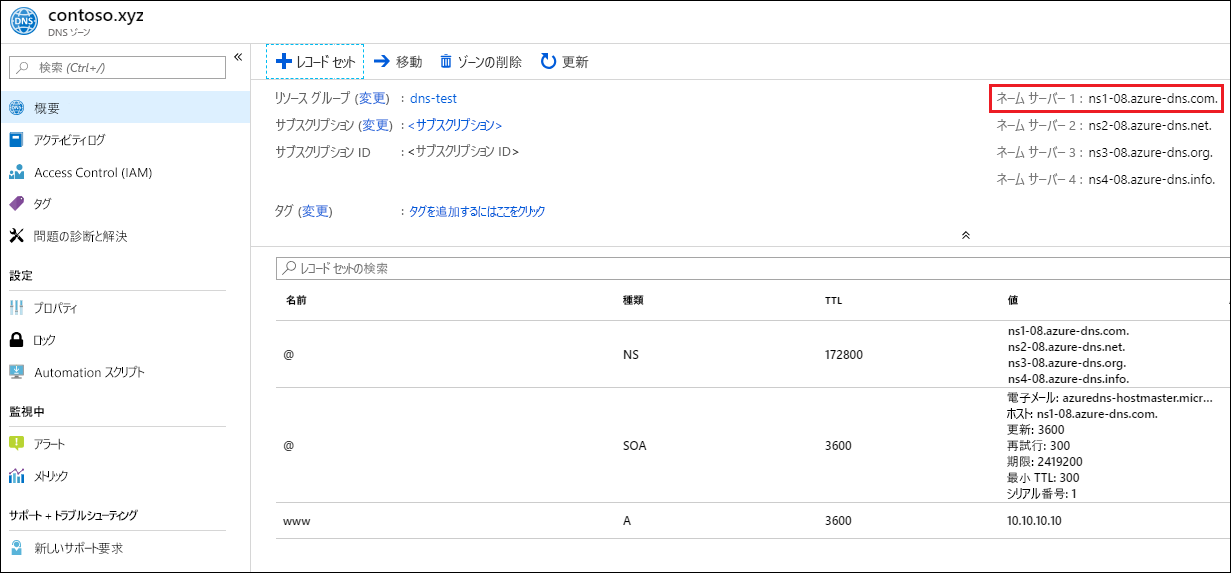 contoso.xyz
DNS ゾーン
検索 (Ctrl+/)
概要
アクティビティログ
Access Control (IAM)
タグ
問題の診断と解決
設定
プロパティ
ロック
Automation スクリプト
監視中
アラート
メトリック
サポート + トラブルシューティング
新しいサポート要求
レコード セット 移動 ゾーンの削除 更新
リソース グループ (変更) : dns-test
サブスクリプション (変更) : <サブスクリプション>
サブスクリプション ID : <サブスクリプション ID>
タグ (変更) : タグを追加するにはここをクリック
ネーム サーバー 1 : ns1-08.azure-dns.com.
ネーム サーバー 2 : ns2-08.azure-dns.net.
ネーム サーバー 3 : ns3-08.azure-dns.org.
ネーム サーバー 4 : ns4-08.azure-dns.info.
レコード セットの検索
名前 種類 TTL 値
@ NS 172800 ns1-08.azure-dns.com.
ns2-08.azure-dns.net.
ns3-08.azure-dns.org.
ns4-08.azure-dns.info.
@ SOA 3600 電子メール: azuredns-hostmaster.micr...
ホスト: ns1-08.azure-dns.com.
更新: 3600
再試行: 300
期限: 2419200
最小 TTL: 300
シリアル番号: 1
www A 3600 10.10.10.10